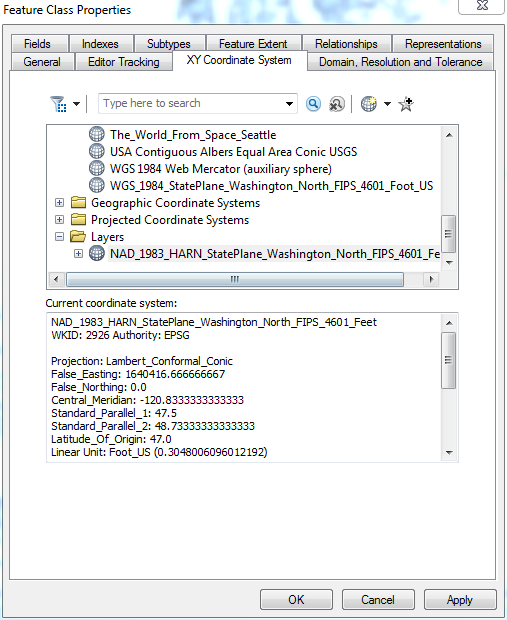 Feature Class Properties
Fields Indexes Subtypes Feature Extent Relationships Representations
General Editor Tracking XY Coordinate System Domain, Resolution and Tolerance
Type here to search
The_World_From_Space_Seattle
USA Contiguous Albers Equal Area Conic USGS
WGS 1984 Web Mercator (auxiliary sphere)
WGS_1984_StatePlane_Washington_North_FIPS_4601_Foot_US
Geographic Coordinate Systems
Projected Coordinate Systems
Layers
NAD_1983_HARN_StatePlane_Washington_North_FIPS_4601_Fe
Current coordinate system:
NAD_1983_HARN_StatePlane_Washington_North_FIPS_4601_Feet
WKID: 2926 Authority: EPSG
Projection: Lambert_Conformal_Conic
False_Easting: 1640416.666666667
False_Northing: 0.0
Central_Meridian: -120.8333333333333
Standard_Parallel_1: 47.5
Standard_Parallel_2: 48.73333333333333
Latitude_Of_Origin: 47.0
Linear Unit: Foot_US (0.3048006096012192)
OK Cancel Apply